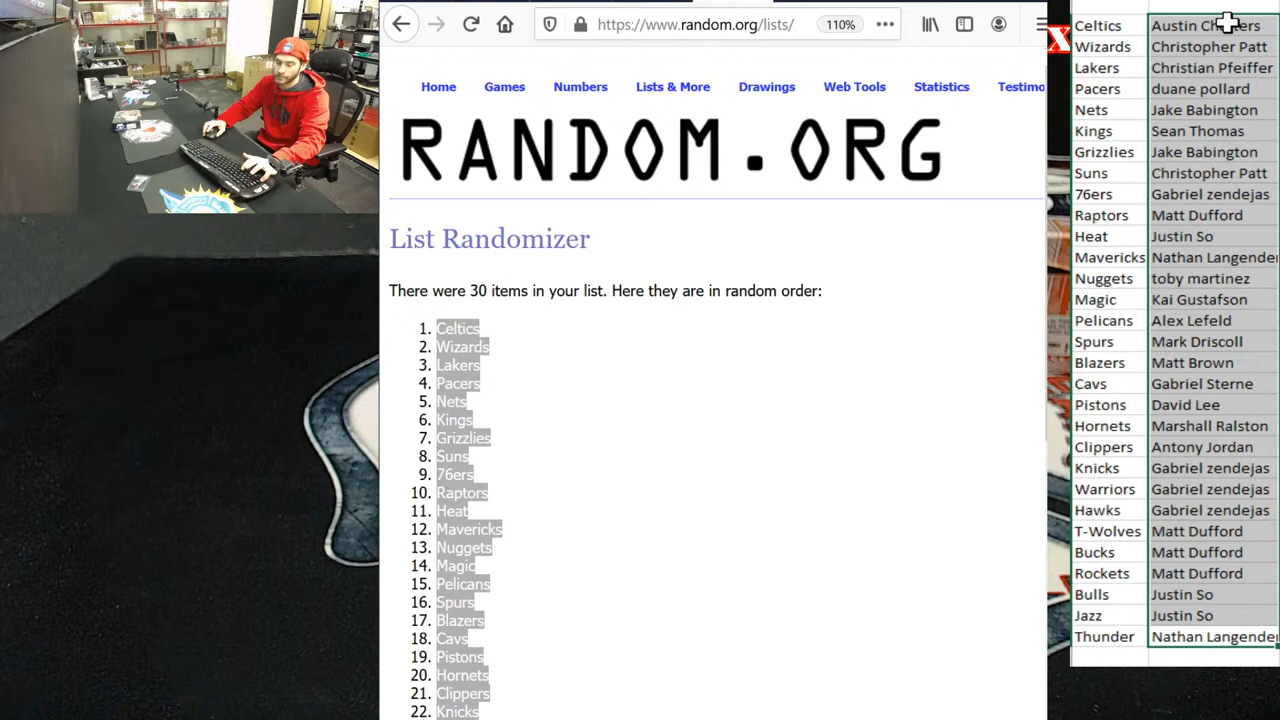 https://www.random.org/lists/
110%
Home Games Numbers Lists & More Drawings Web Tools Statistics Testimo
RANDOM.ORG
List Randomizer
There were 30 items in your list. Here they are in random order:
1. Celtics
2. Wizards
3. Lakers
4. Pacers
5. Nets
6. Kings
7. Grizzlies
8. Suns
9. 76ers
10. Raptors
11. Heat
12. Mavericks
13. Nuggets
14. Magic
15. Pelicans
16. Spurs
17. Blazers
18. Cavs
19. Pistons
20. Hornets
21. Clippers
22. Knicks
Celtics Austin
Wizards Christopher Patt
Lakers Christian Pfeiffer
Pacers duane pollard
Nets Jake Babington
Kings Sean Thomas
Grizzlies Jake Babington
Suns Christopher Patt
76ers Gabriel zendejas
Raptors Matt Dufford
Heat Justin So
Mavericks Nathan Langender
Nuggets toby martinez
Magic Kai Gustafson
Pelicans Alex Lefeld
Spurs Mark Driscoll
Blazers Matt Brown
Cavs Gabriel Sterne
Pistons David Lee
Hornets Marshall Ralston
Clippers Antony Jordan
Knicks Gabriel zendejas
Warriors Gabriel zendejas
Hawks Gabriel zendejas
T-Wolves Matt Dufford
Bucks Matt Dufford
Rockets Matt Dufford
Bulls Justin So
Jazz Justin So
Thunder Nathan Langender